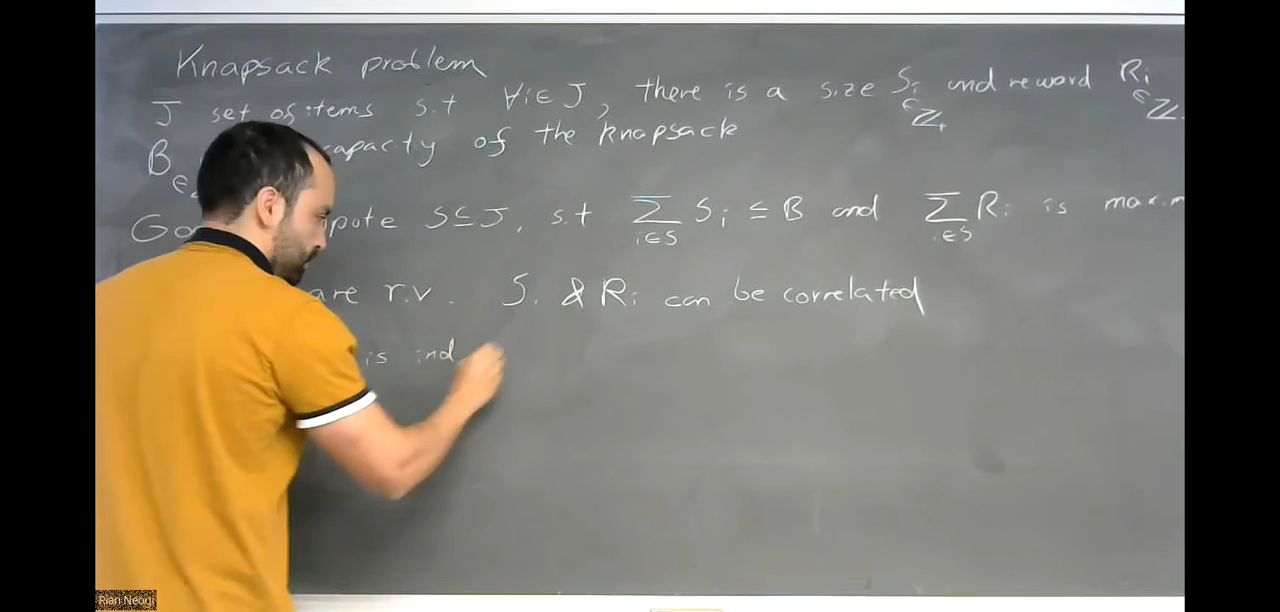 Knapsack problem
J set of items s.t ∀i∈J, there is a size Si and reward Ri
∈ℤ+ ∈ℤ
B capacity of the knapsack
∈
S⊆J, s.t ∑ Si ≤ B and ∑ Ri is
i∈S i∈S
are r.v. Si & Ri can be correlated
is ind
Rian Neogi